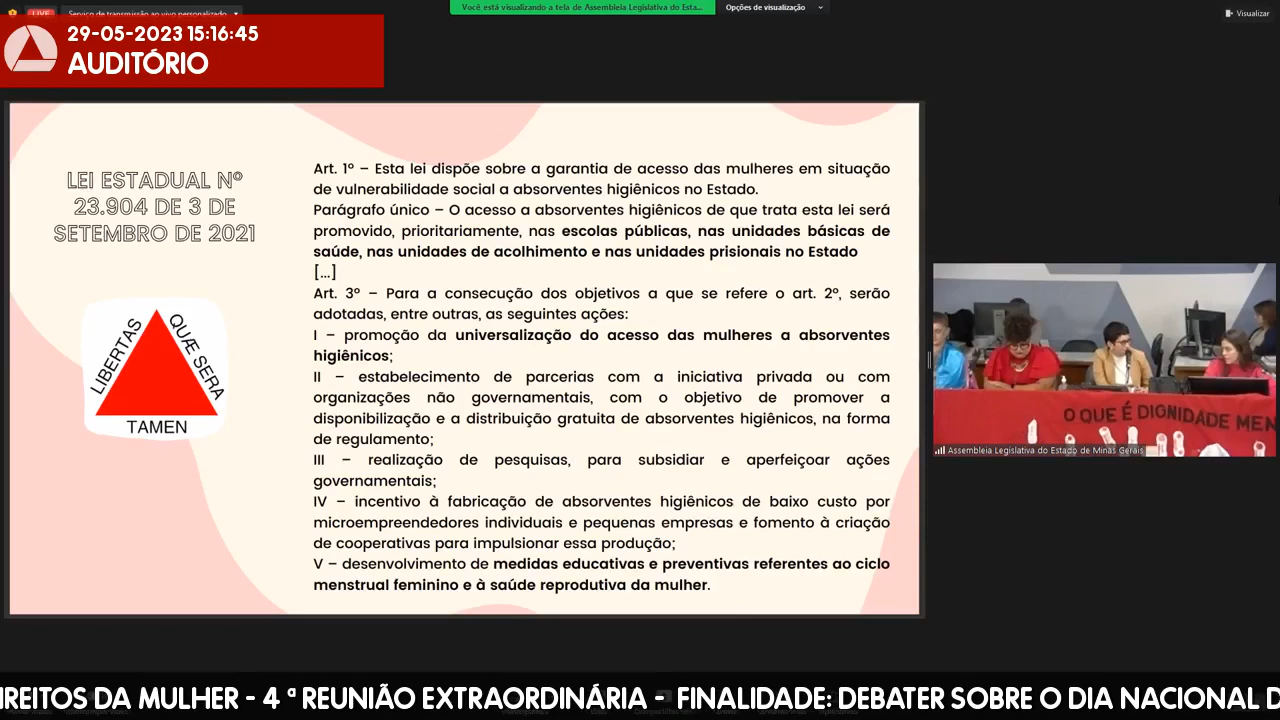 LIVE
Serviço de transmissão ao vivo personalizado
Você está visualizando a tela de Assembleia Legislativa do Esta...
Opções de visualização
Visualizar
29-05-2023 15:16:45
AUDITÓRIO
LEI ESTADUAL Nº
23.904 DE 3 DE
SETEMBRO DE 2021
LIBERTAS
QUÆ SERA
TAMEN
Art. 1º – Esta lei dispõe sobre a garantia de acesso das mulheres em situação
de vulnerabilidade social a absorventes higiênicos no Estado.
Parágrafo único – O acesso a absorventes higiênicos de que trata esta lei será
promovido, prioritariamente, nas escolas públicas, nas unidades básicas de
saúde, nas unidades de acolhimento e nas unidades prisionais no Estado
[...]
Art. 3º – Para a consecução dos objetivos a que se refere o art. 2º, serão
adotadas, entre outras, as seguintes ações:
I – promoção da universalização do acesso das mulheres a absorventes
higiênicos;
II – estabelecimento de parcerias com a iniciativa privada ou com
organizações não governamentais, com o objetivo de promover a
disponibilização e a distribuição gratuita de absorventes higiênicos, na forma
de regulamento;
III – realização de pesquisas, para subsidiar e aperfeiçoar ações
governamentais;
IV – incentivo à fabricação de absorventes higiênicos de baixo custo por
microempreendedores individuais e pequenas empresas e fomento à criação
de cooperativas para impulsionar essa produção;
V – desenvolvimento de medidas educativas e preventivas referentes ao ciclo
menstrual feminino e à saúde reprodutiva da mulher.
O QUE É DIGNIDADE MEN
Assembleia Legislativa do Estado de Minas Gerais
IREITOS DA MULHER - 4 ª REUNIÃO EXTRAORDINÁRIA - FINALIDADE: DEBATER SOBRE O DIA NACIONAL D